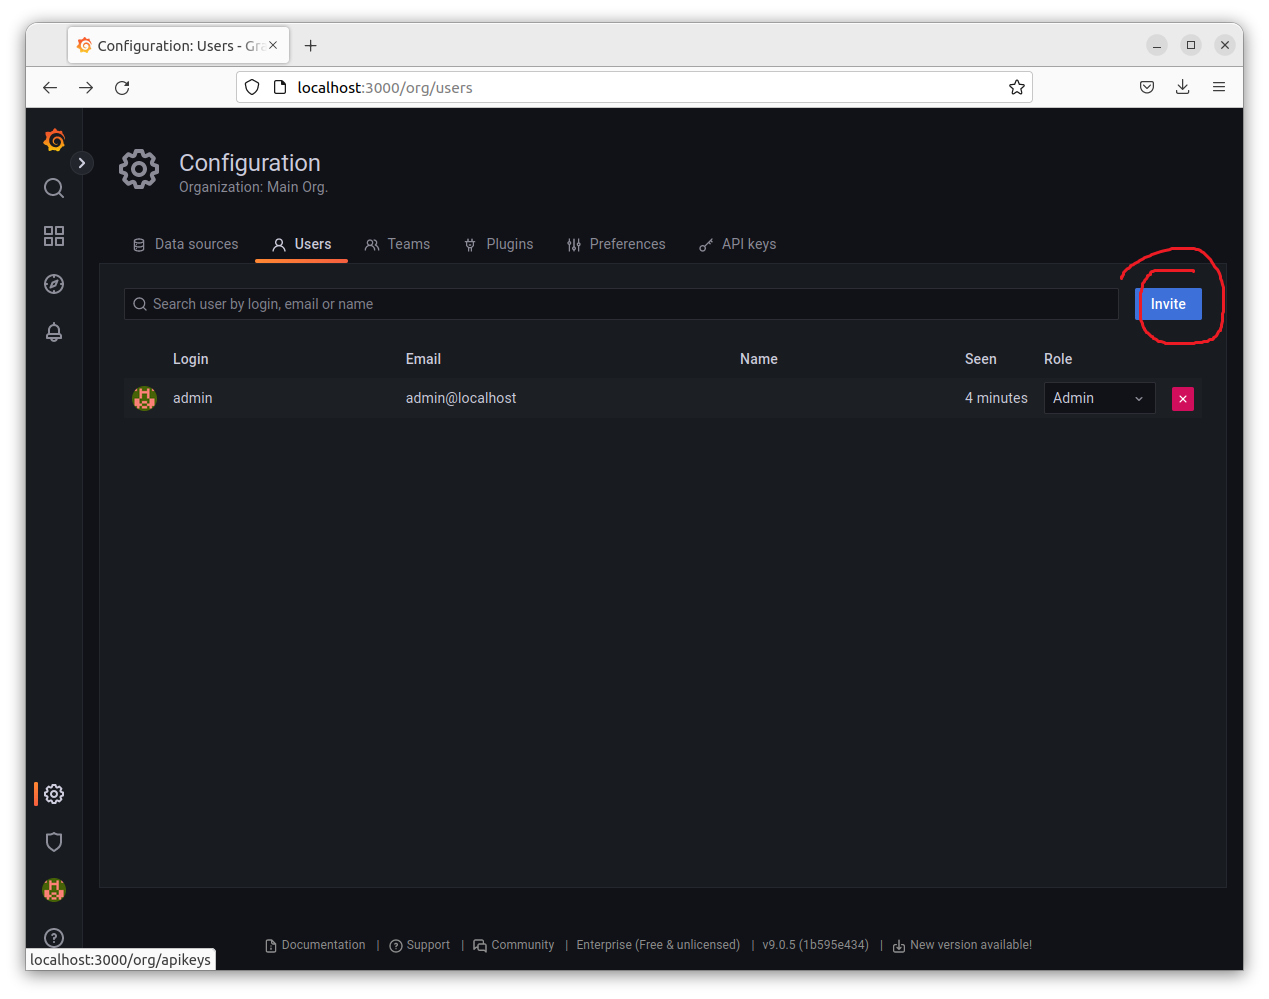 Configuration: Users - Gra
localhost:3000/org/users
Configuration
Organization: Main Org.
Data sources Users Teams Plugins Preferences API keys
Search user by login, email or name Invite
Login Email Name Seen Role
admin admin@localhost 4 minutes Admin
Documentation | Support | Community | Enterprise (Free & unlicensed) | v9.0.5 (1b595e434) | New version available!
localhost:3000/org/apikeys